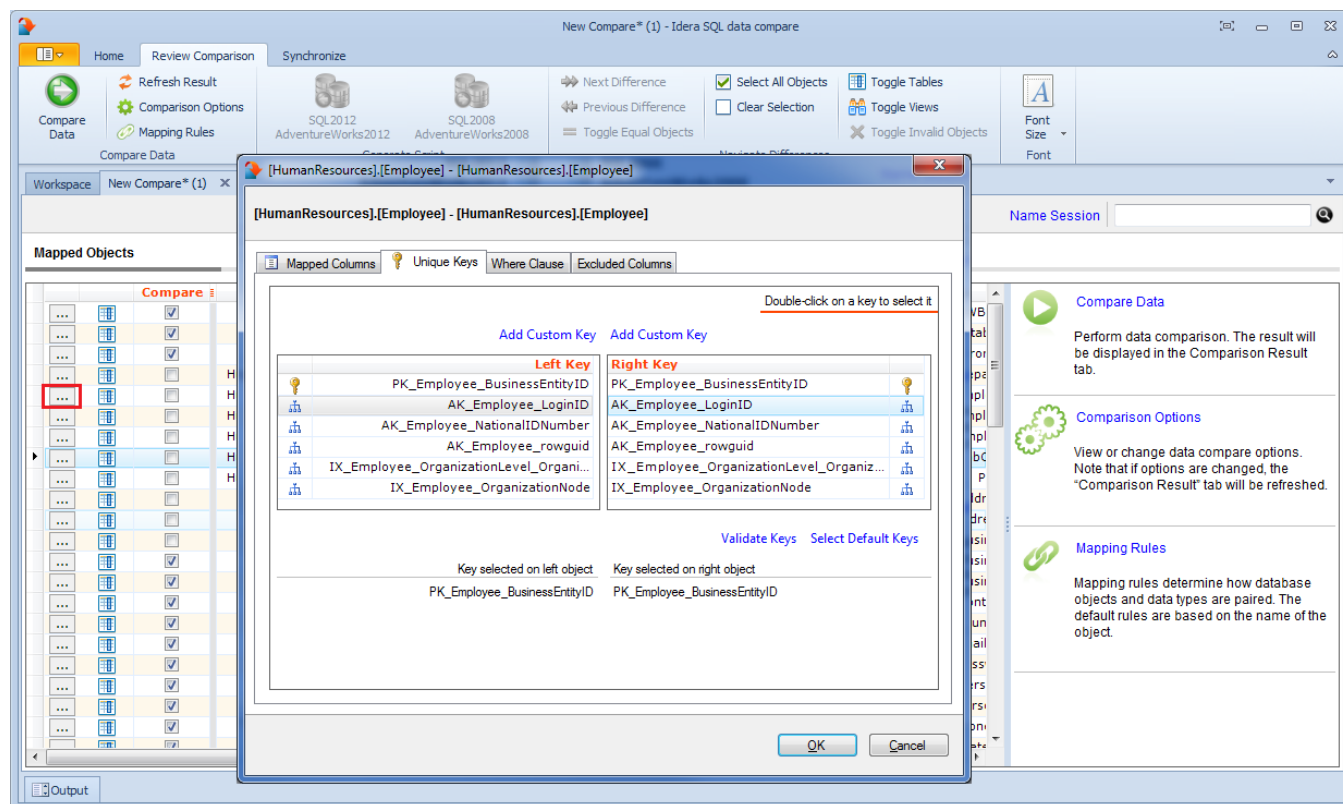 New Compare* (1) - Idera SQL data compare
Home Review Comparison Synchronize
Compare Data
Refresh Result
Comparison Options
Mapping Rules
Compare Data
SQL2012 AdventureWorks2012
SQL2008 AdventureWorks2008
Next Difference
Previous Difference
Toggle Equal Objects
Select All Objects
Clear Selection
Toggle Tables
Toggle Views
Toggle Invalid Objects
Font Size
Font
Workspace New Compare* (1)
Name Session
Mapped Objects
Compare
[HumanResources].[Employee] - [HumanResources].[Employee]
[HumanResources].[Employee] - [HumanResources].[Employee]
Mapped Columns Unique Keys Where Clause Excluded Columns
Double-click on a key to select it
Add Custom Key Add Custom Key
Left Key Right Key
PK_Employee_BusinessEntityID PK_Employee_BusinessEntityID
AK_Employee_LoginID AK_Employee_LoginID
AK_Employee_NationalIDNumber AK_Employee_NationalIDNumber
AK_Employee_rowguid AK_Employee_rowguid
IX_Employee_OrganizationLevel_Organi... IX_Employee_OrganizationLevel_Organiz...
IX_Employee_OrganizationNode IX_Employee_OrganizationNode
Validate Keys Select Default Keys
Key selected on left object Key selected on right object
PK_Employee_BusinessEntityID PK_Employee_BusinessEntityID
OK Cancel
Compare Data
Perform data comparison. The result will
be displayed in the Comparison Result
tab.
Comparison Options
View or change data compare options.
Note that if options are changed, the
“Comparison Result” tab will be refreshed.
Mapping Rules
Mapping rules determine how database
objects and data types are paired. The
default rules are based on the name of the
object.
Output